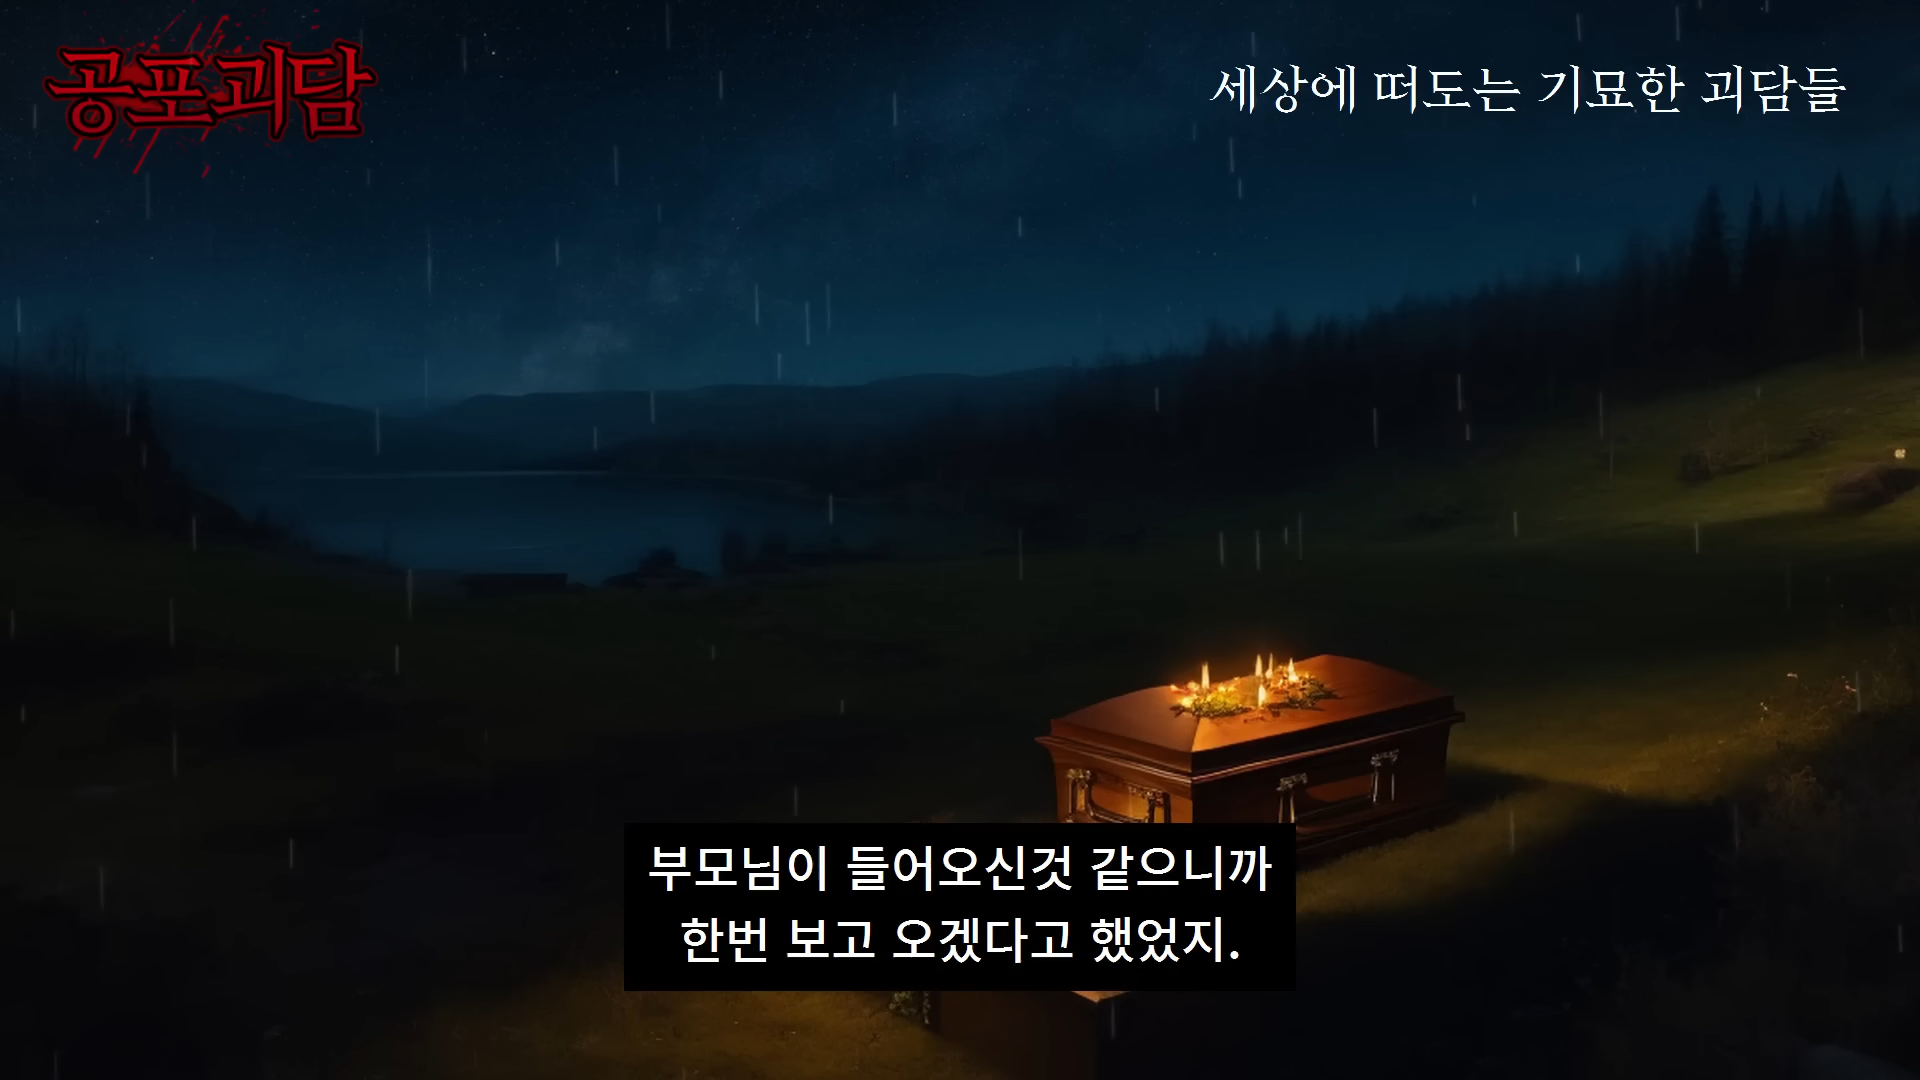 공포괴담
세상에 떠도는 기묘한 괴담들
부모님이 들어오신것 같으니까
한번 보고 오겠다고 했었지.